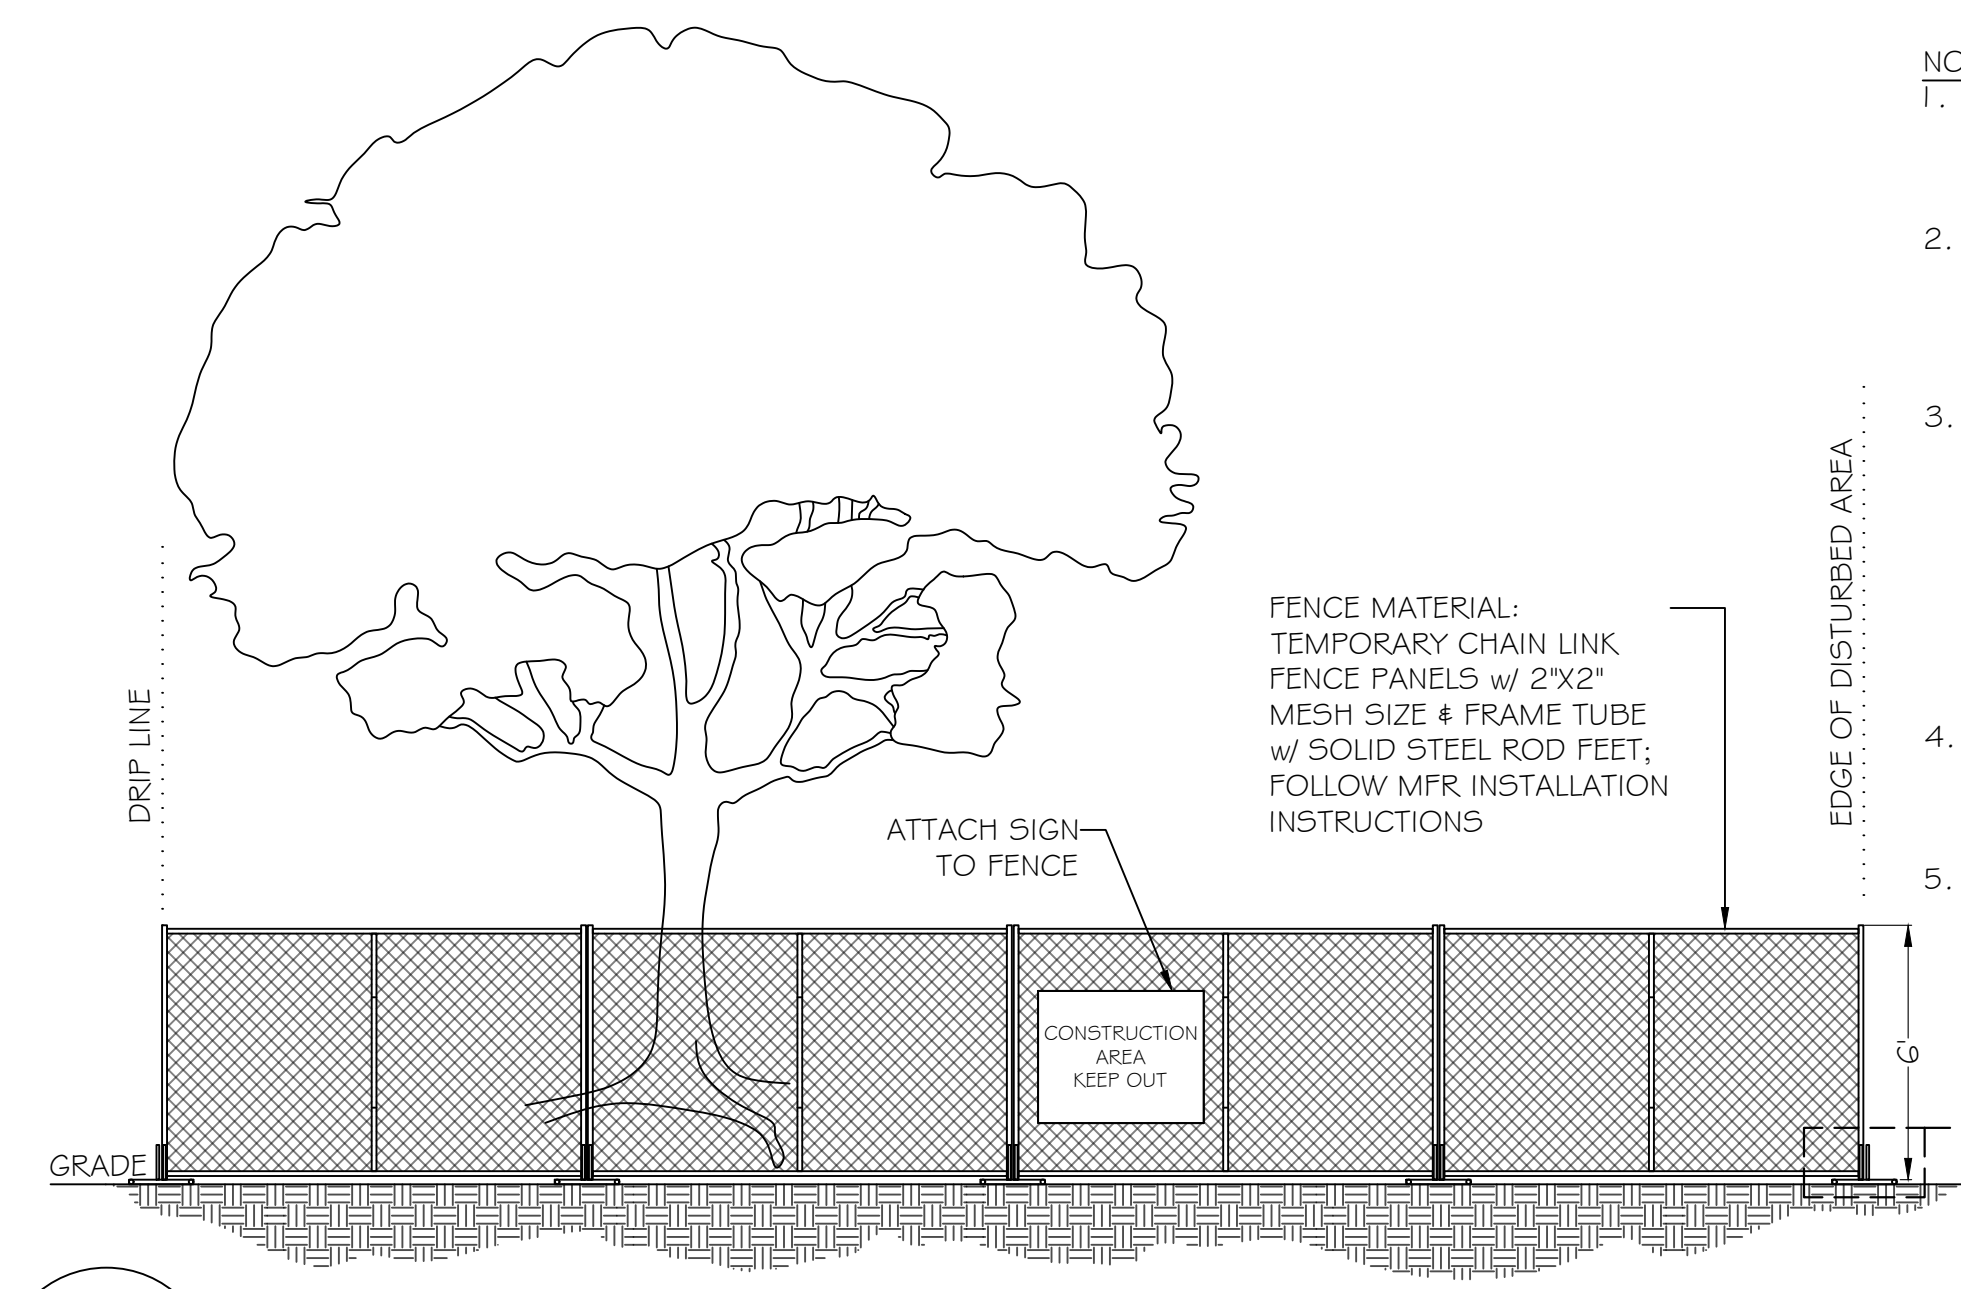 NO
1.
2.
3.
4.
5.
EDGE OF DISTURBED AREA
DRIP LINE
FENCE MATERIAL:
TEMPORARY CHAIN LINK
FENCE PANELS w/ 2"X2"
MESH SIZE & FRAME TUBE
w/ SOLID STEEL ROD FEET;
FOLLOW MFR INSTALLATION
INSTRUCTIONS
ATTACH SIGN
TO FENCE
CONSTRUCTION
AREA
KEEP OUT
6'
GRADE